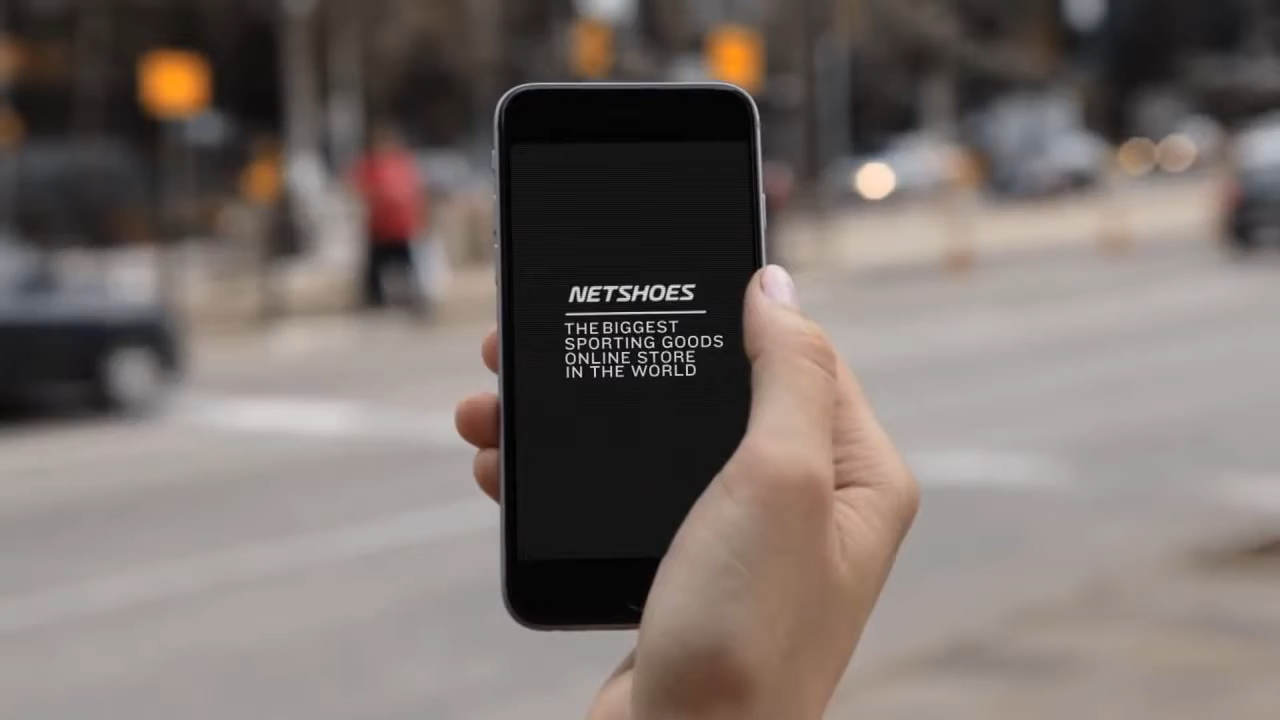 NETSHOES
THE BIGGEST
SPORTING GOODS
ONLINE STORE
IN THE WORLD